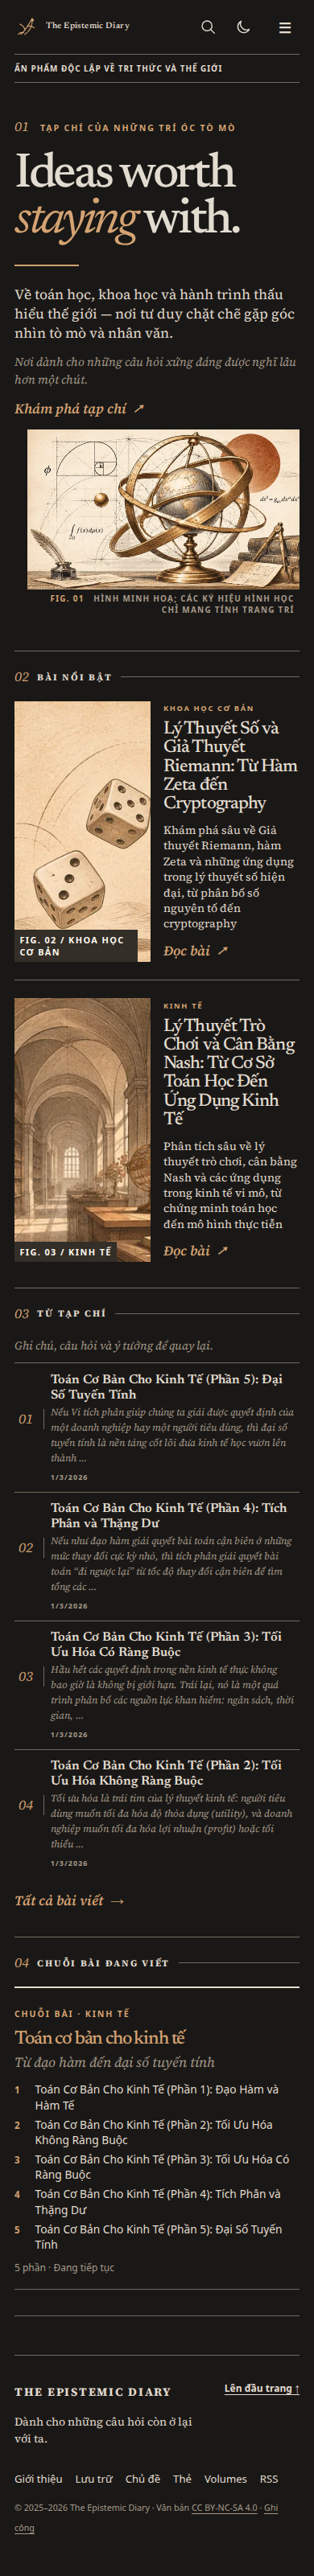 The Epistemic Diary
ẤN PHẨM ĐỘC LẬP VỀ TRI THỨC VÀ THẾ GIỚI
01 TẠP CHÍ CỦA NHỮNG TRÍ ÓC TÒ MÒ
Ideas worth
staying with.
Về toán học, khoa học và hành trình thấu
hiểu thế giới — nơi tư duy chặt chẽ gặp góc
nhìn tò mò và nhân văn.
Nơi dành cho những câu hỏi xứng đáng được nghĩ lâu
hơn một chút.
Khám phá tạp chí ↗
FIG. 01 HÌNH MINH HOẠ; CÁC KÝ HIỆU HÌNH HỌC
CHỈ MANG TÍNH TRANG TRÍ
02 BÀI NỔI BẬT
KHOA HỌC CƠ BẢN
Lý Thuyết Số và
Giả Thuyết
Riemann: Từ Hàm
Zeta đến
Cryptography
Khám phá sâu về Giả
thuyết Riemann, hàm
Zeta và những ứng dụng
trong lý thuyết số hiện
đại, từ phân bố số
nguyên tố đến
cryptography
Đọc bài ↗
FIG. 02 / KHOA HỌC
CƠ BẢN
KINH TẾ
Lý Thuyết Trò
Chơi và Cân Bằng
Nash: Từ Cơ Sở
Toán Học Đến
Ứng Dụng Kinh
Tế
Phân tích sâu về lý
thuyết trò chơi, cân bằng
Nash và các ứng dụng
trong kinh tế vi mô, từ
chứng minh toán học
đến mô hình thực tiễn
Đọc bài ↗
FIG. 03 / KINH TẾ
03 TỪ TẠP CHÍ
Ghi chú, câu hỏi và ý tưởng để quay lại.
01
Toán Cơ Bản Cho Kinh Tế (Phần 5): Đại
Số Tuyến Tính
Nếu Vi tích phân giúp chúng ta giải được quyết định của
một doanh nghiệp hay một người tiêu dùng, thì đại số
tuyến tính là nền tảng cốt lõi đưa kinh tế học vươn lên
thành ...
1/3/2026
02
Toán Cơ Bản Cho Kinh Tế (Phần 4): Tích
Phân và Thặng Dư
Nếu như đạo hàm giải quyết bài toán cận biên ở những
mức thay đổi cực kỳ nhỏ, thì tích phân giải quyết bài
toán “đi ngược lại” từ tốc độ thay đổi cận biên để tìm
tổng các ...
1/3/2026
03
Toán Cơ Bản Cho Kinh Tế (Phần 3): Tối
Ưu Hóa Có Ràng Buộc
Hầu hết các quyết định trong nền kinh tế thực không
bao giờ là không bị giới hạn. Trái lại, nó là một quá
trình phân bổ các nguồn lực khan hiếm: ngân sách, thời
gian, ...
1/3/2026
04
Toán Cơ Bản Cho Kinh Tế (Phần 2): Tối
Ưu Hóa Không Ràng Buộc
Tối ưu hóa là trái tim của lý thuyết kinh tế: người tiêu
dùng muốn tối đa hóa độ thỏa dụng (utility), và doanh
nghiệp muốn tối đa hóa lợi nhuận (profit) hoặc tối
thiểu ...
1/3/2026
Tất cả bài viết →
04 CHUỖI BÀI ĐANG VIẾT
CHUỖI BÀI · KINH TẾ
Toán cơ bản cho kinh tế
Từ đạo hàm đến đại số tuyến tính
1 Toán Cơ Bản Cho Kinh Tế (Phần 1): Đạo Hàm và
Hàm Tế
2 Toán Cơ Bản Cho Kinh Tế (Phần 2): Tối Ưu Hóa
Không Ràng Buộc
3 Toán Cơ Bản Cho Kinh Tế (Phần 3): Tối Ưu Hóa Có
Ràng Buộc
4 Toán Cơ Bản Cho Kinh Tế (Phần 4): Tích Phân và
Thặng Dư
5 Toán Cơ Bản Cho Kinh Tế (Phần 5): Đại Số Tuyến
Tính
5 phần · Đang tiếp tục
THE EPISTEMIC DIARY
Lên đầu trang ↑
Dành cho những câu hỏi còn ở lại
với ta.
Giới thiệu Lưu trữ Chủ đề Thẻ Volumes RSS
© 2025–2026 The Epistemic Diary · Văn bản CC BY-NC-SA 4.0 · Ghi
công